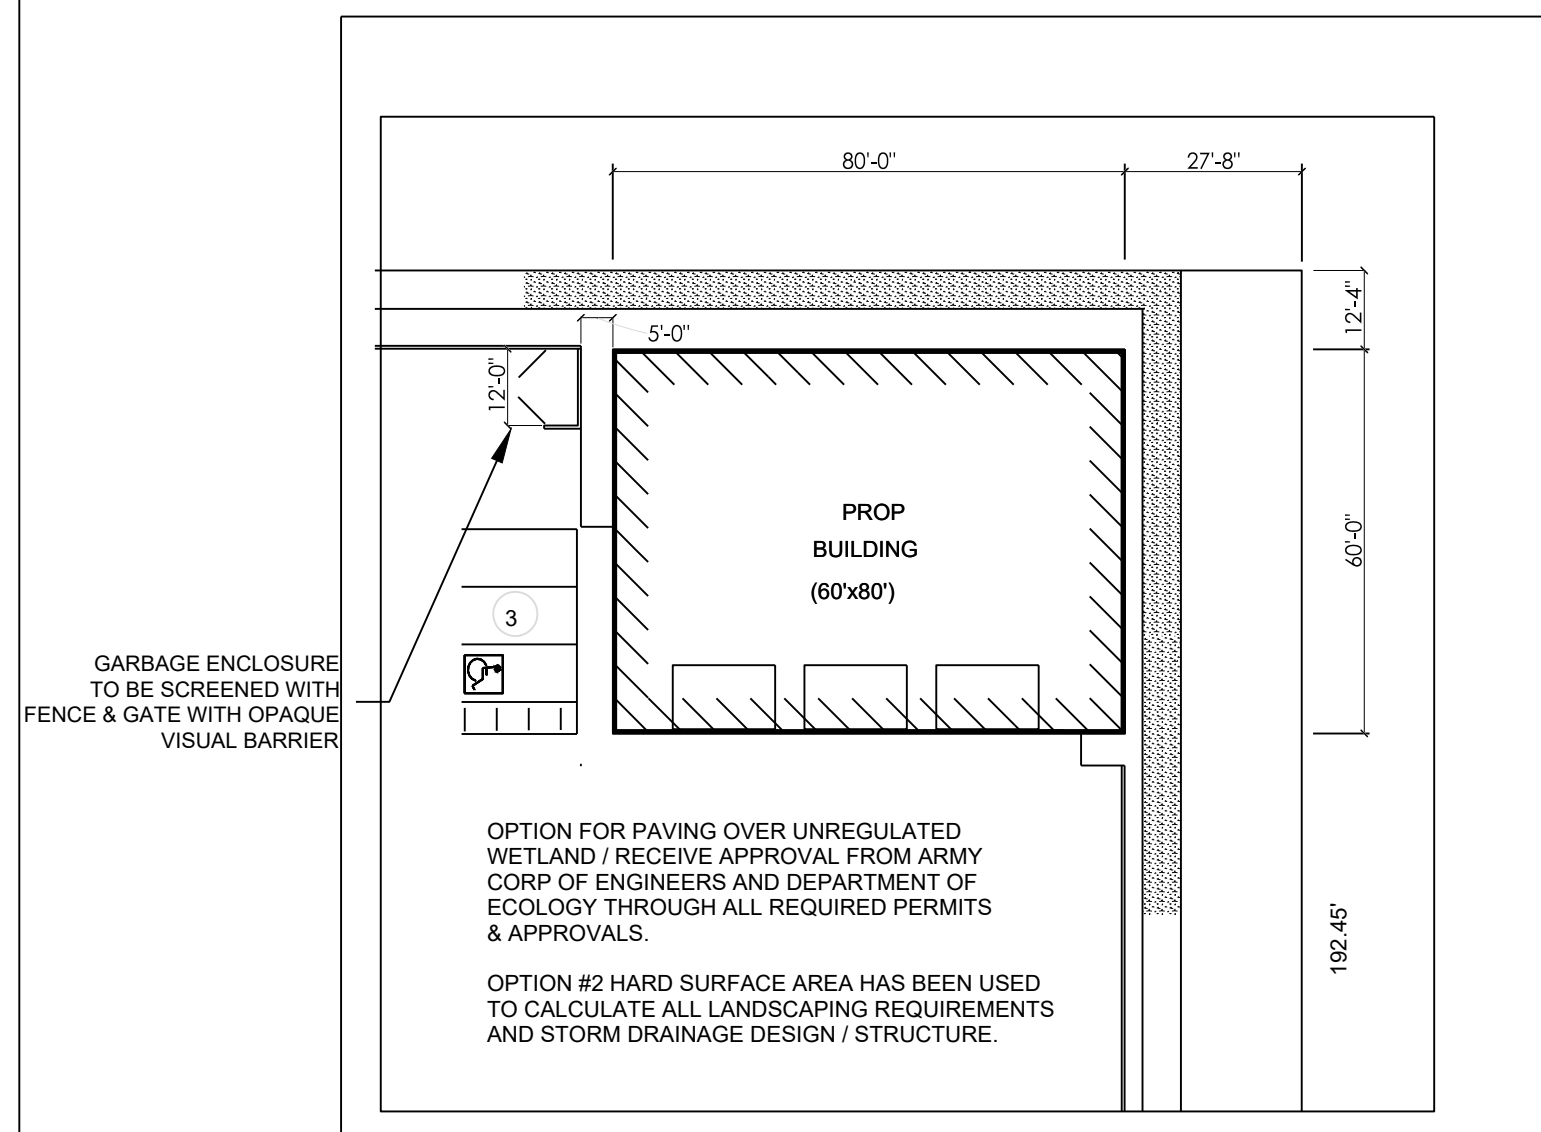 80'-0"
27'-8"
12'-4"
5'-0"
12'-0"
PROP
BUILDING
(60'x80')
60'-0"
3
GARBAGE ENCLOSURE
TO BE SCREENED WITH
FENCE & GATE WITH OPAQUE
VISUAL BARRIER
OPTION FOR PAVING OVER UNREGULATED
WETLAND / RECEIVE APPROVAL FROM ARMY
CORP OF ENGINEERS AND DEPARTMENT OF
ECOLOGY THROUGH ALL REQUIRED PERMITS
& APPROVALS.
192.45'
OPTION #2 HARD SURFACE AREA HAS BEEN USED
TO CALCULATE ALL LANDSCAPING REQUIREMENTS
AND STORM DRAINAGE DESIGN / STRUCTURE.